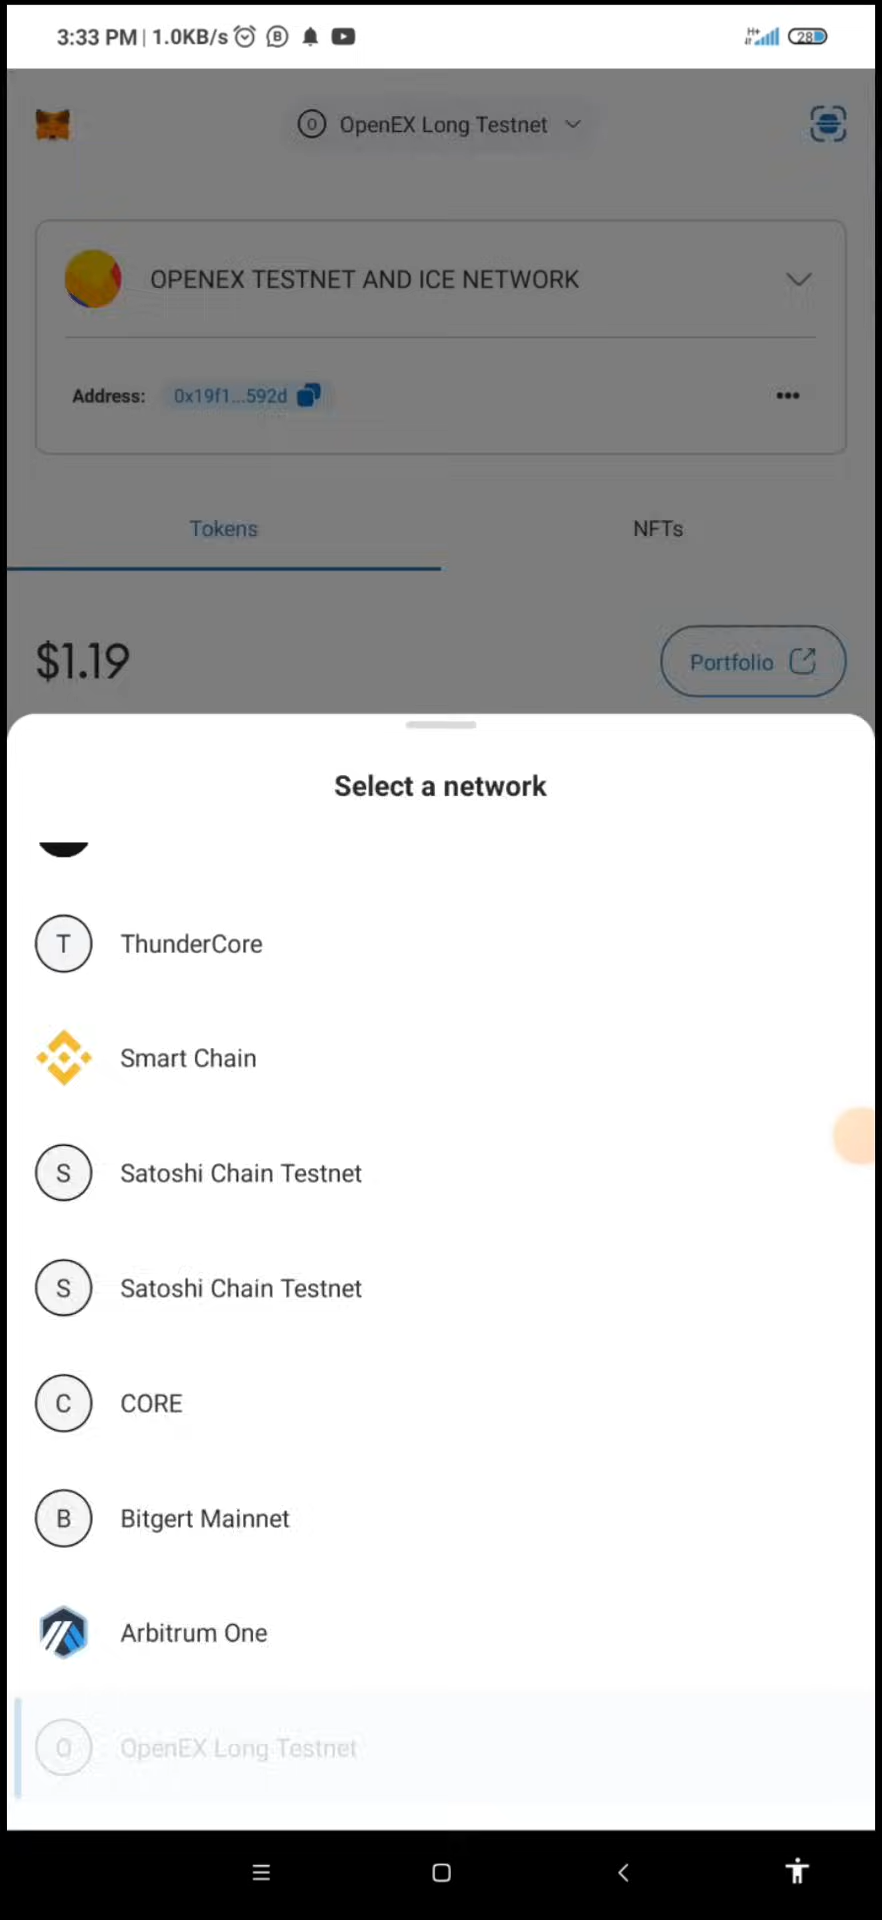 3:33 PM | 1.0KB/s
H+
28
O OpenEX Long Testnet
OPENEX TESTNET AND ICE NETWORK
Address: 0x19f1...592d
Tokens NFTs
$1.19 Portfolio
Select a network
T ThunderCore
Smart Chain
S Satoshi Chain Testnet
S Satoshi Chain Testnet
C CORE
B Bitgert Mainnet
Arbitrum One
O OpenEX Long Testnet